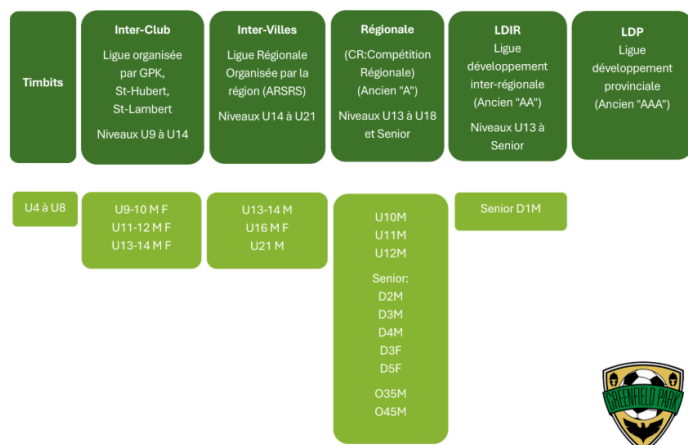 Timbits
Inter-Club
Ligue organisée
par GPK,
St-Hubert,
St-Lambert
Niveaux U9 à U14
Inter-Villes
Ligue Régionale
Organisée par la
région (ARSRS)
Niveaux U14 à U21
Régionale
(CR:Compétition
Régionale)
(Ancien "A")
Niveaux U13 à U18
et Senior
LDIR
Ligue
développement
inter-régionale
(Ancien "AA")
Niveaux U13 à
Senior
LDP
Ligue
développement
provinciale
(Ancien "AAA")
U4 à U8
U9-10 M F
U11-12 M F
U13-14 M F
U13-14 M
U16 M F
U21 M
U10M
U11M
U12M
Senior:
D2M
D3M
D4M
D3F
D5F
O35M
O45M
Senior D1M
GREENFIELD PARK